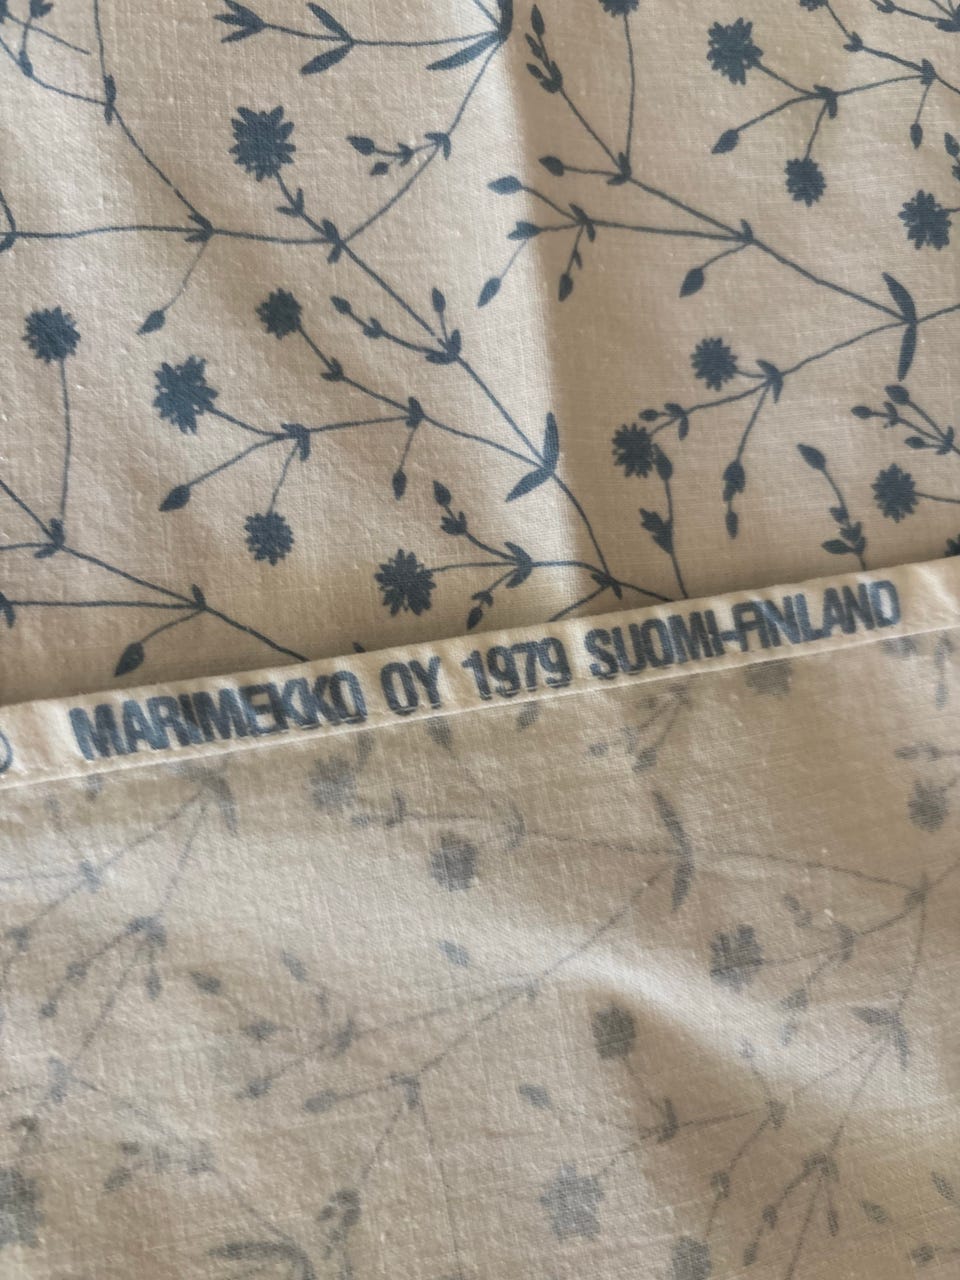 MARIMEKKO OY 1979 SUOMI-FINLAND